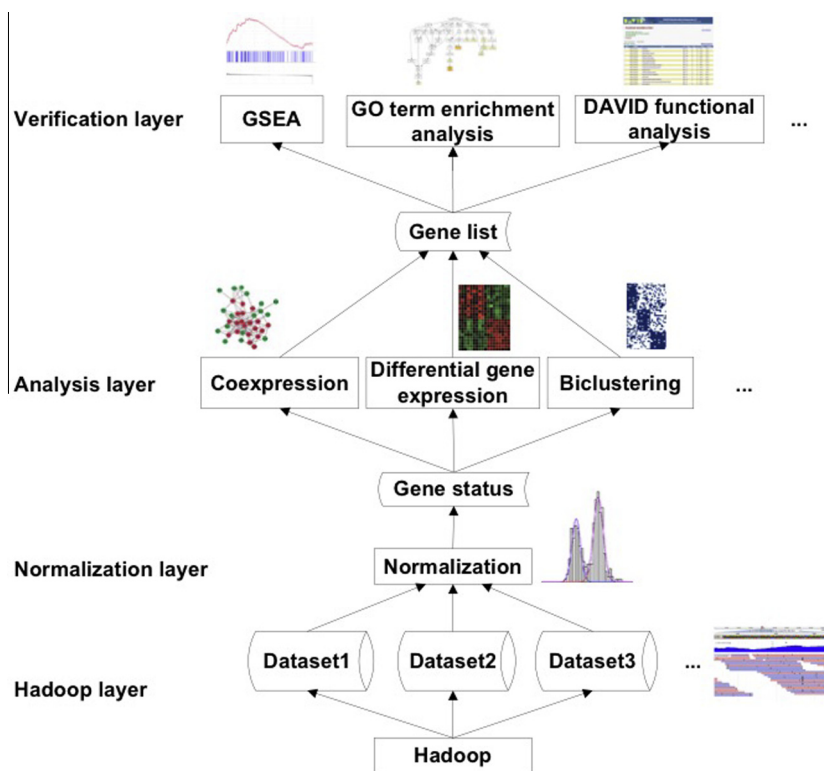 Verification layer
GSEA
GO term enrichment
analysis
DAVID functional
analysis
...
Gene list
Analysis layer
Coexpression
Differential gene
expression
Biclustering
...
Gene status
Normalization layer
Normalization
Hadoop layer
Dataset1
Dataset2
Dataset3
...
Hadoop